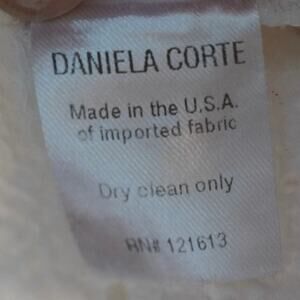 DANIELA CORTE
Made in the U.S.A.
of imported fabric
Dry clean only
RN# 121613